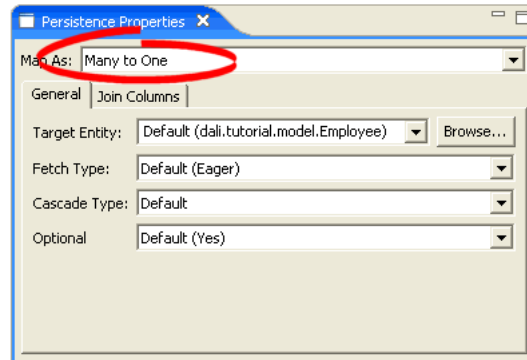 Persistence Properties
Map As: Many to One
General Join Columns
Target Entity: Default (dali.tutorial.model.Employee) Browse...
Fetch Type: Default (Eager)
Cascade Type: Default
Optional Default (Yes)